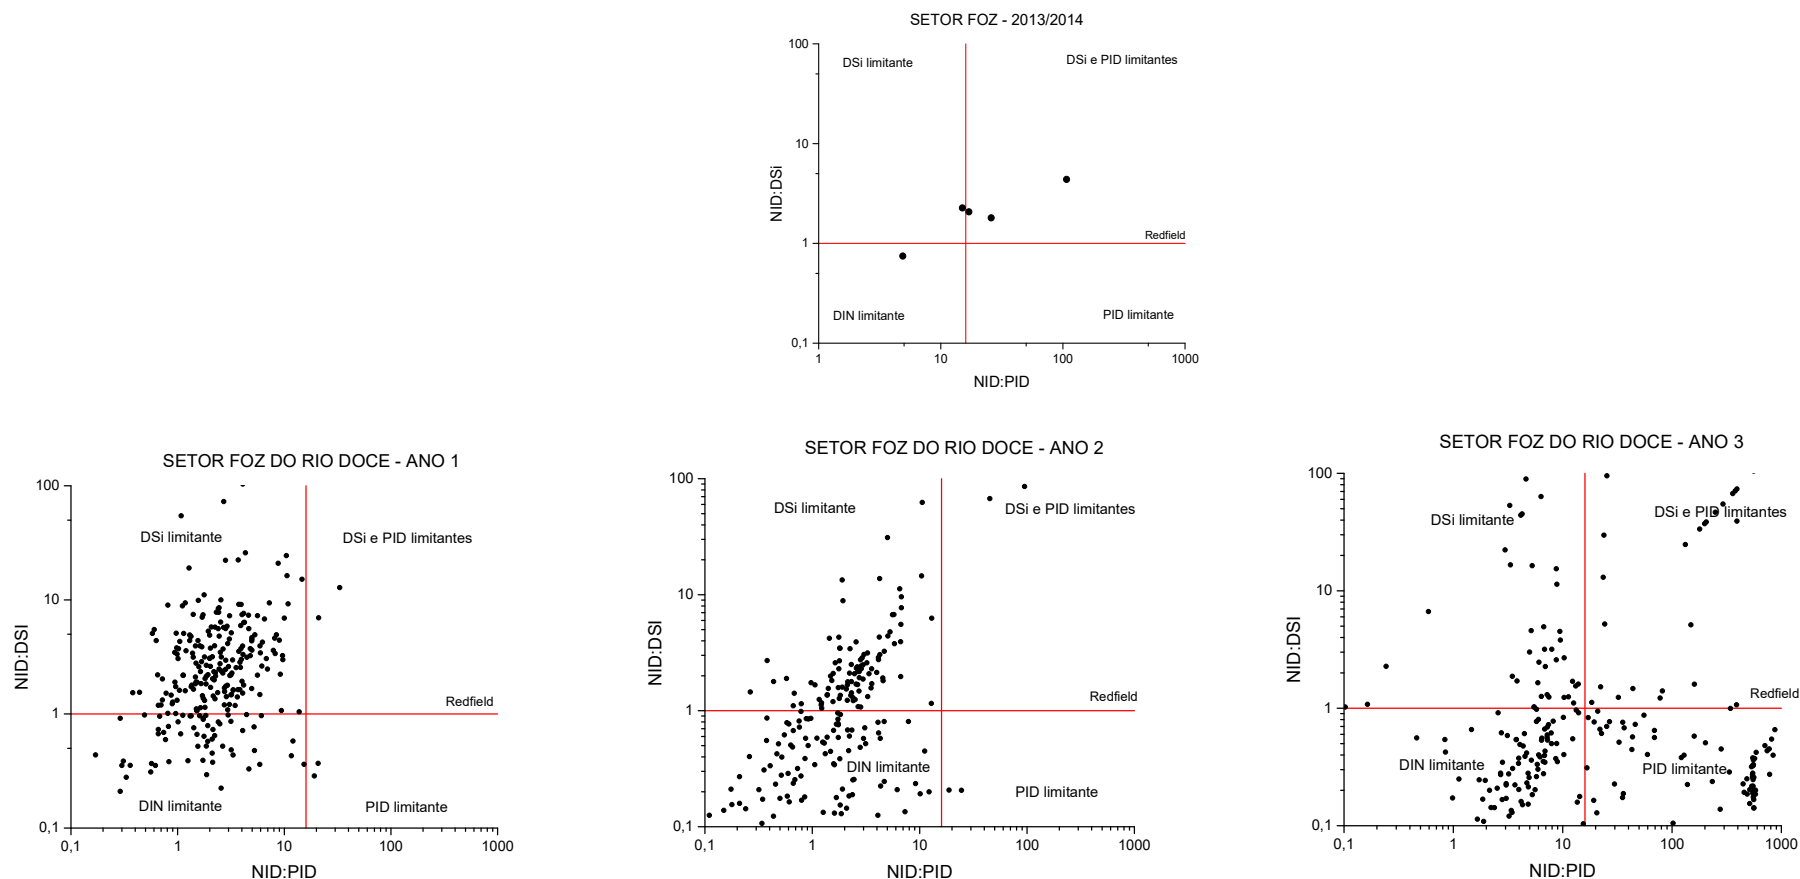 SETOR FOZ - 2013/2014
100
DSi limitante
DSi e PID limitantes
10
NID:DSi
Redfield
1
DIN limitante
PID limitante
0,1
1
10
100
1000
NID:PID
SETOR FOZ DO RIO DOCE - ANO 1
100
DSi limitante
DSi e PID limitantes
10
NID:DSI
Redfield
1
DIN limitante
PID limitante
0,1
0,1
1
10
100
1000
NID:PID
SETOR FOZ DO RIO DOCE - ANO 2
100
DSi limitante
DSi e PID limitantes
10
NID:DSI
Redfield
1
DIN limitante
PID limitante
0,1
0,1
1
10
100
1000
NID:PID
SETOR FOZ DO RIO DOCE - ANO 3
100
DSi limitante
DSi e PID limitantes
10
NID:DSI
Redfield
1
DIN limitante
PID limitante
0,1
0,1
1
10
100
1000
NID:PID